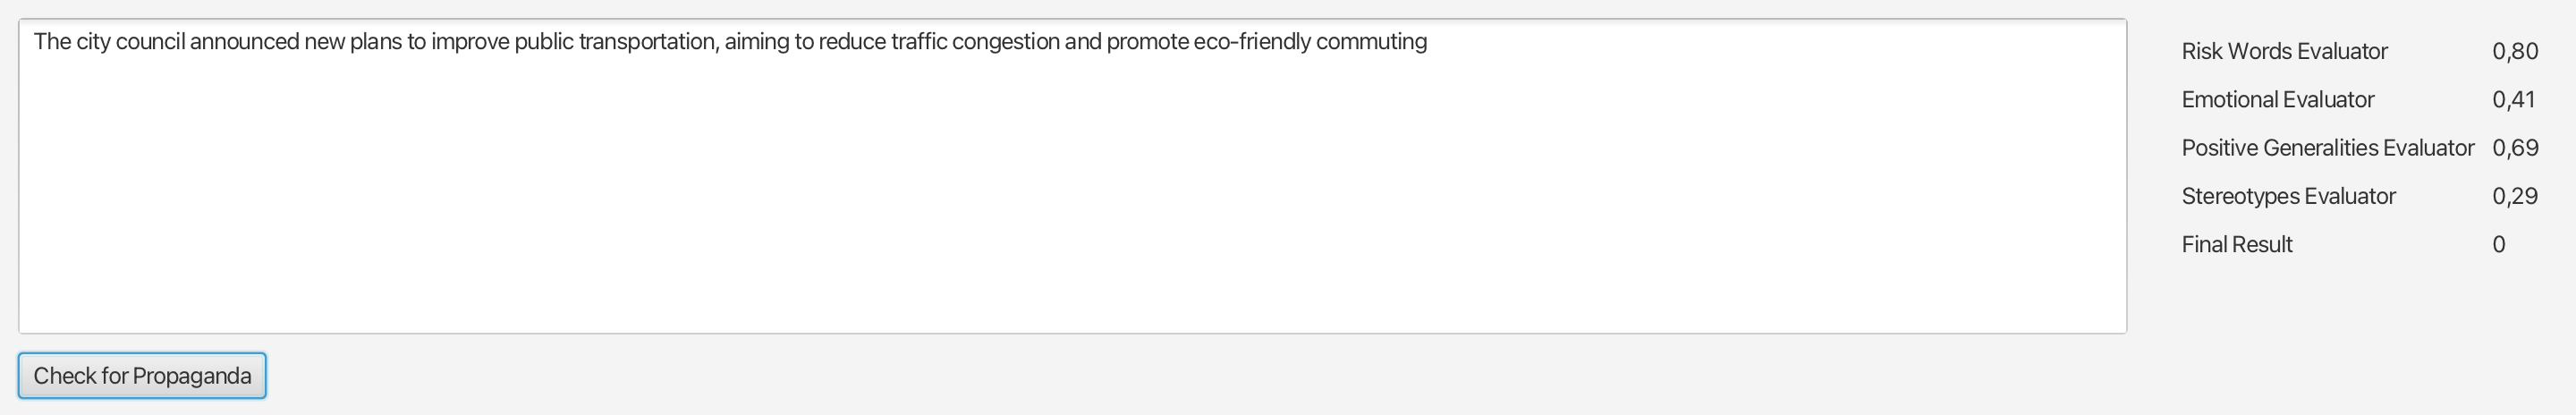 The city council announced new plans to improve public transportation, aiming to reduce traffic congestion and promote eco-friendly commuting
Risk Words Evaluator 0,80
Emotional Evaluator 0,41
Positive Generalities Evaluator 0,69
Stereotypes Evaluator 0,29
Final Result 0
Check for Propaganda